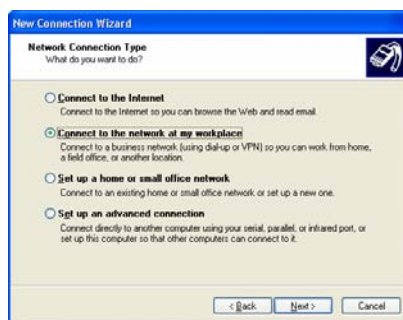 New Connection Wizard
Network Connection Type
What do you want to do?
Connect to the Internet
Connect to the Internet so you can browse the Web and read email.
Connect to the network at my workplace
Connect to a business network (using dial-up or VPN) so you can work from home,
a field office, or another location.
Set up a home or small office network
Connect to an existing home or small office network or set up a new one.
Set up an advanced connection
Connect directly to another computer using your serial, parallel, or infrared port, or
set up this computer so that other computers can connect to it.
< Back
Next >
Cancel